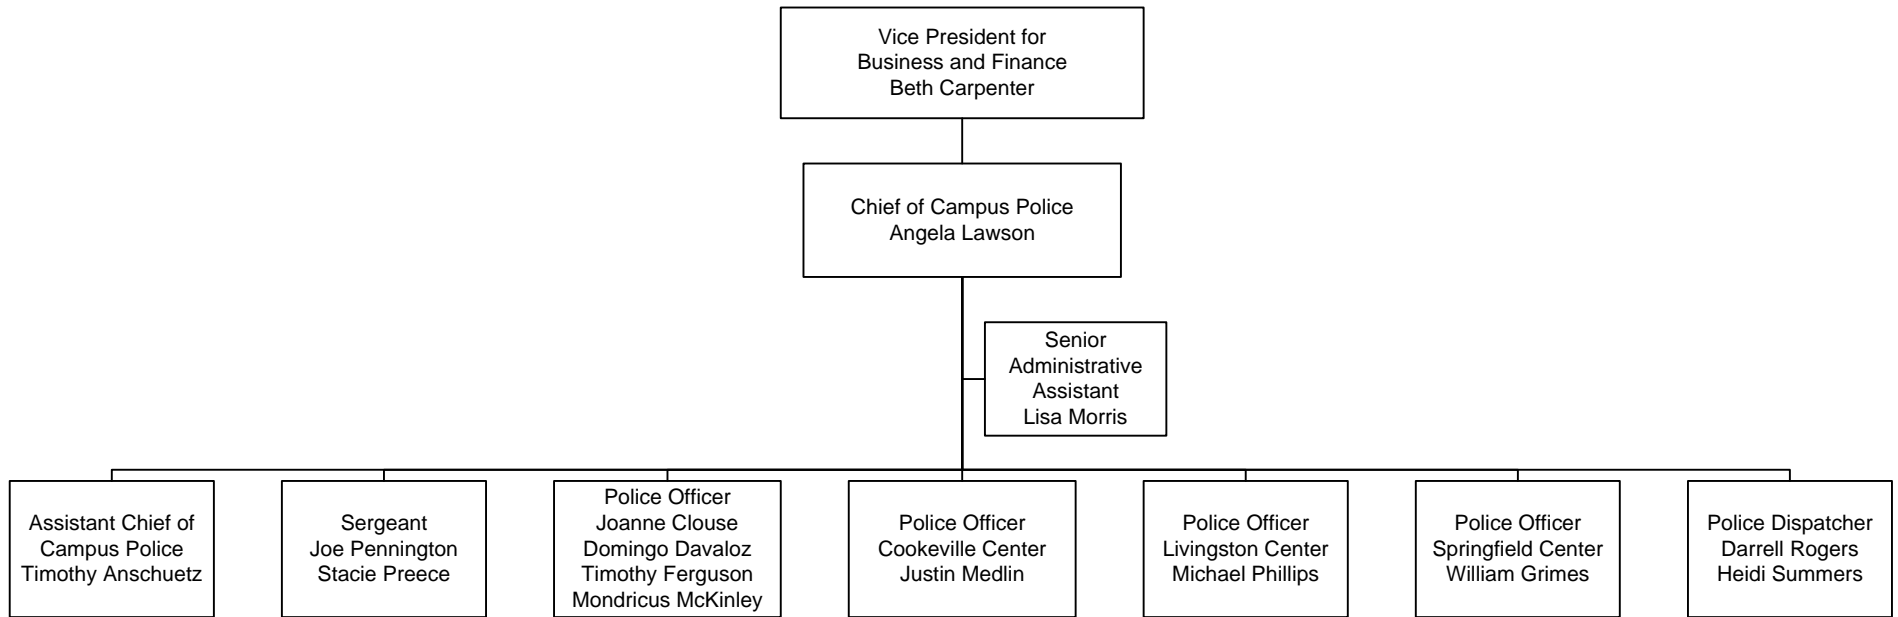 Vice President for
Business and Finance
Beth Carpenter
Chief of Campus Police
Angela Lawson
Senior
Administrative
Assistant
Lisa Morris
Assistant Chief of
Campus Police
Timothy Anschuetz
Sergeant
Joe Pennington
Stacie Preece
Police Officer
Joanne Clouse
Domingo Davaloz
Timothy Ferguson
Mondricus McKinley
Police Officer
Cookeville Center
Justin Medlin
Police Officer
Livingston Center
Michael Phillips
Police Officer
Springfield Center
William Grimes
Police Dispatcher
Darrell Rogers
Heidi Summers